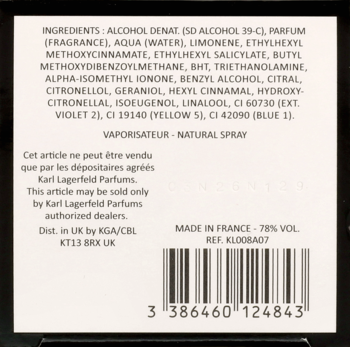 INGREDIENTS : ALCOHOL DENAT. (SD ALCOHOL 39-C), PARFUM
(FRAGRANCE), AQUA (WATER), LIMONENE, ETHYLHEXYL
METHOXYCINNAMATE, ETHYLHEXYL SALICYLATE, BUTYL
METHOXYDIBENZOYLMETHANE, BHT, TRIETHANOLAMINE,
ALPHA-ISOMETHYL IONONE, BENZYL ALCOHOL, CITRAL,
CITRONELLOL, GERANIOL, HEXYL CINNAMAL, HYDROXY-
CITRONELLAL, ISOEUGENOL, LINALOOL, CI 60730 (EXT.
VIOLET 2), CI 19140 (YELLOW 5), CI 42090 (BLUE 1).
VAPORISATEUR - NATURAL SPRAY
Cet article ne peut être vendu
que par les dépositaires agréés
Karl Lagerfeld Parfums.
This article may be sold only
by Karl Lagerfeld Parfums
authorized dealers.
Dist. in UK by KGA/CBL
KT13 8RX UK
MADE IN FRANCE - 78% VOL.
REF. KL008A07
3 386460 124843